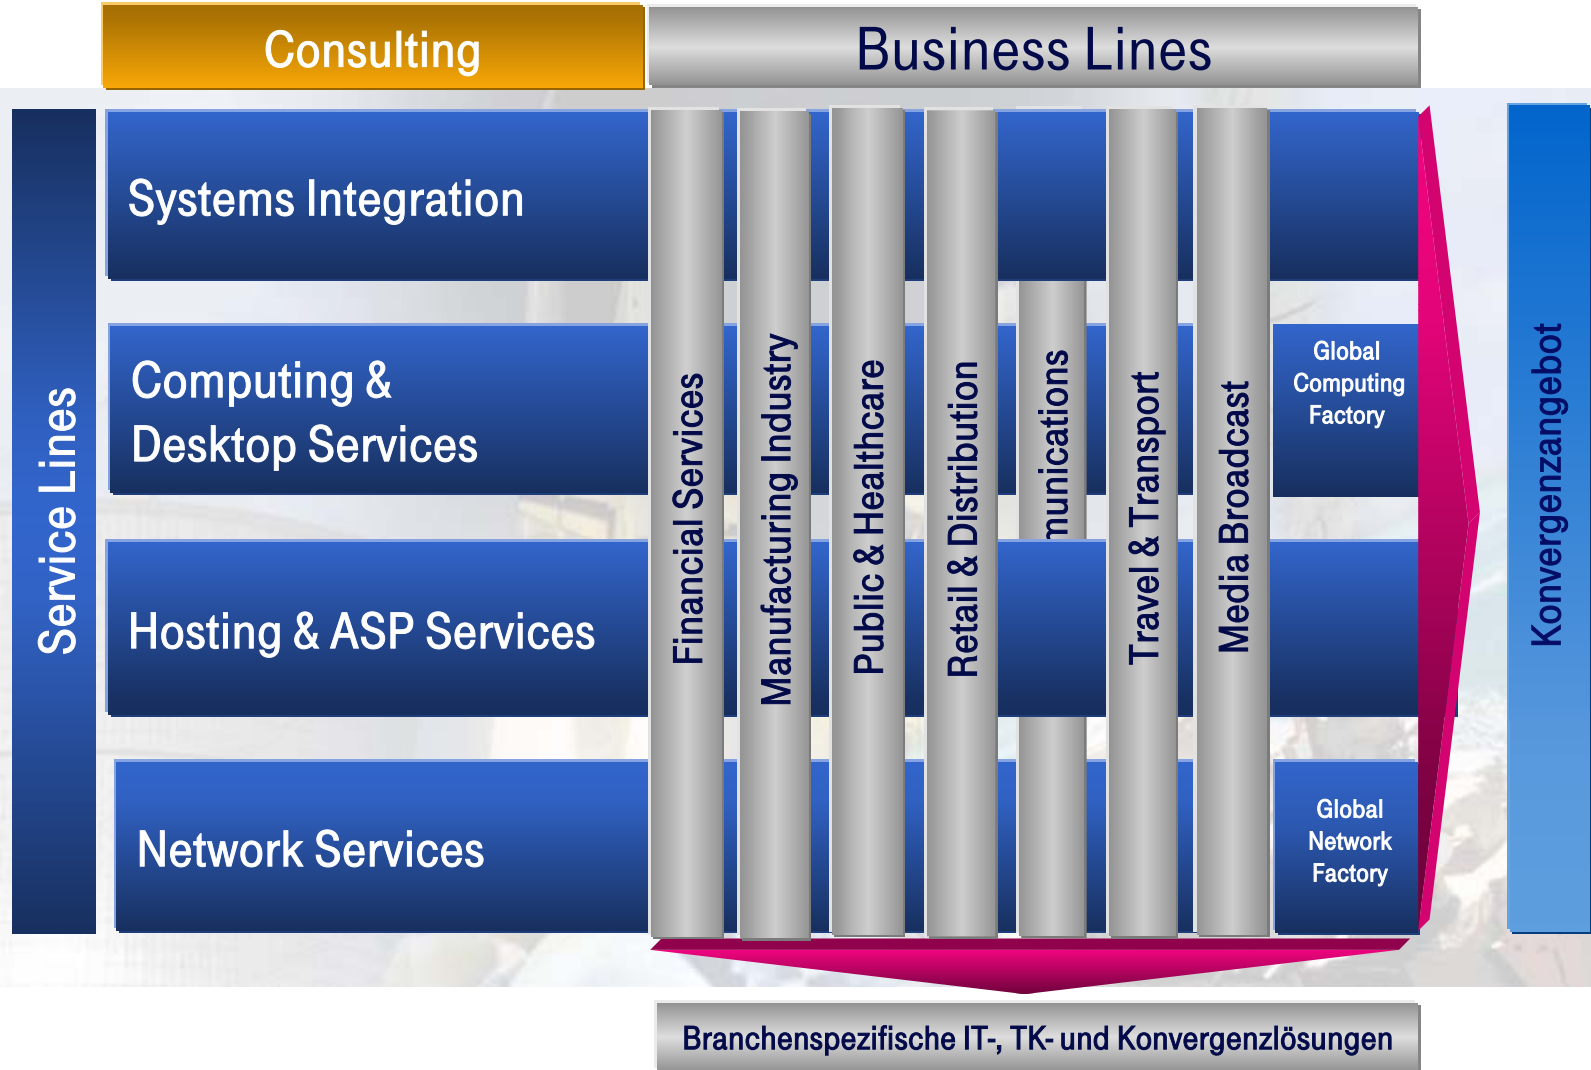 Consulting
Business Lines
Service Lines
Systems Integration
Computing &
Desktop Services
Hosting & ASP Services
Network Services
Financial Services
Manufacturing Industry
Public & Healthcare
Retail & Distribution
munications
Travel & Transport
Media Broadcast
Global
Computing
Factory
Global
Network
Factory
Konvergenzangebot
Branchenspezifische IT-, TK- und Konvergenzlösungen